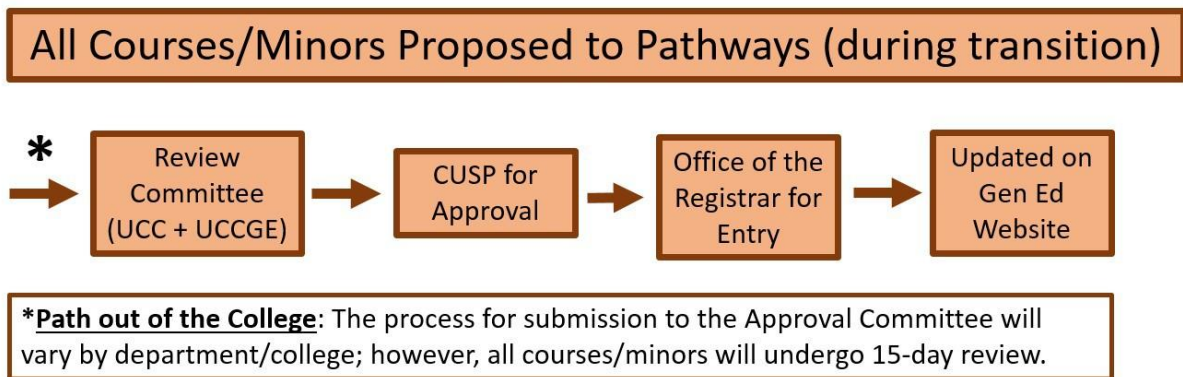 All Courses/Minors Proposed to Pathways (during transition)
*
Review
Committee
(UCC + UCCGE)
CUSP for
Approval
Office of the
Registrar for
Entry
Updated on
Gen Ed
Website
*Path out of the College: The process for submission to the Approval Committee will
vary by department/college; however, all courses/minors will undergo 15-day review.